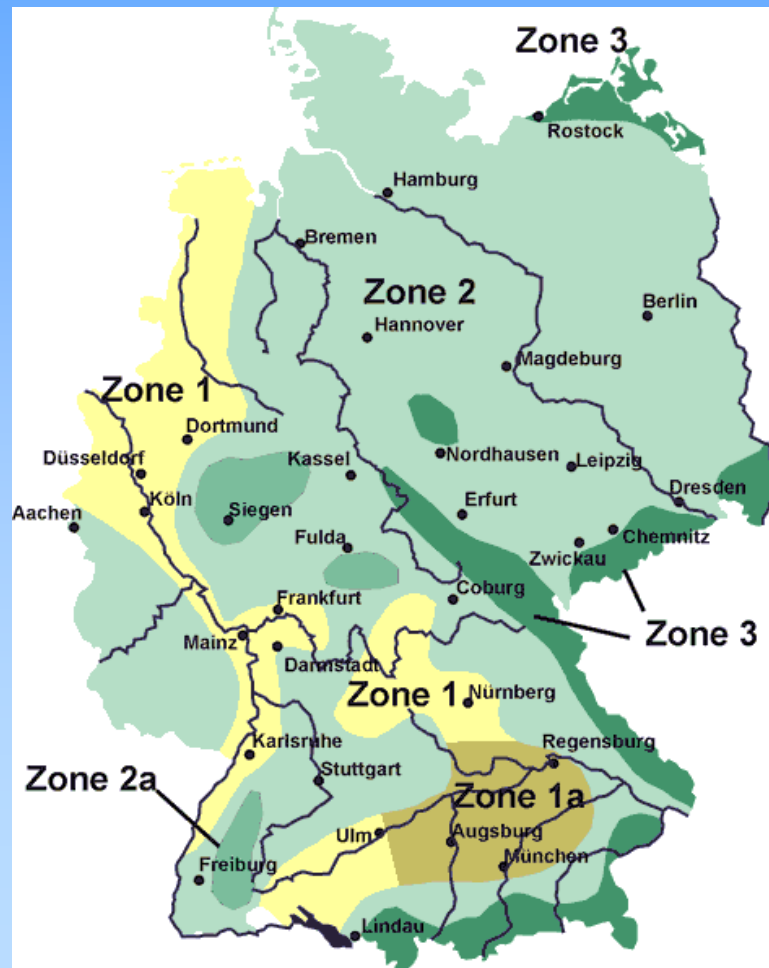 Zone 3
Rostock
Hamburg
Bremen
Zone 2
Berlin
Hannover
Magdeburg
Zone 1
Dortmund
Düsseldorf
Kassel
Nordhausen
Leipzig
Köln
Siegen
Erfurt
Dresden
Aachen
Fulda
Chemnitz
Zwickau
Frankfurt
Coburg
Mainz
Zone 3
Darmstadt
Zone 1
Nürnberg
Karlsruhe
Regensburg
Zone 2a
Stuttgart
Zone 1a
Ulm
Augsburg
Freiburg
München
Lindau